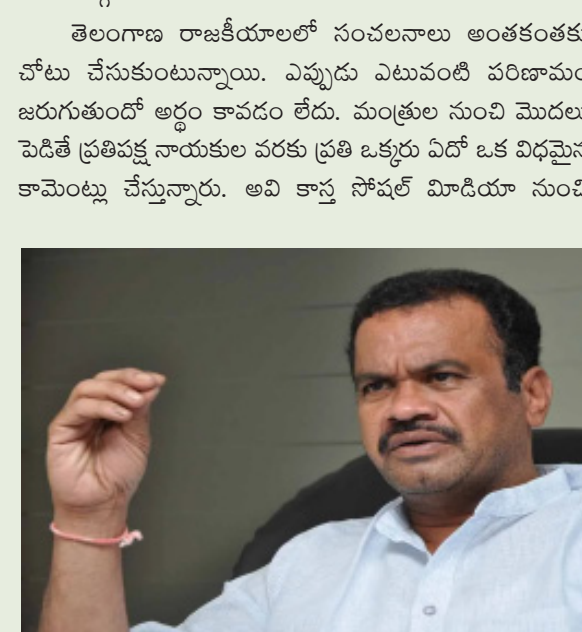 తెలంగాణ రాజకీయాలలో సంచలనాలు అంతకంతకు
చోటు చేసుకుంటున్నాయి. ఎప్పుడు ఎటువంటి పరిణామం
జరుగుతుందో అర్థం కావడం లేదు. మంత్రుల నుంచి మొదలు
పెడితే ప్రతిపక్ష నాయకుల వరకు ప్రతి ఒక్కరు ఏదో ఒక విధమైన
కామెంట్లు చేస్తున్నారు. అవి కాస్త సోషల్ మీడియా నుంచి